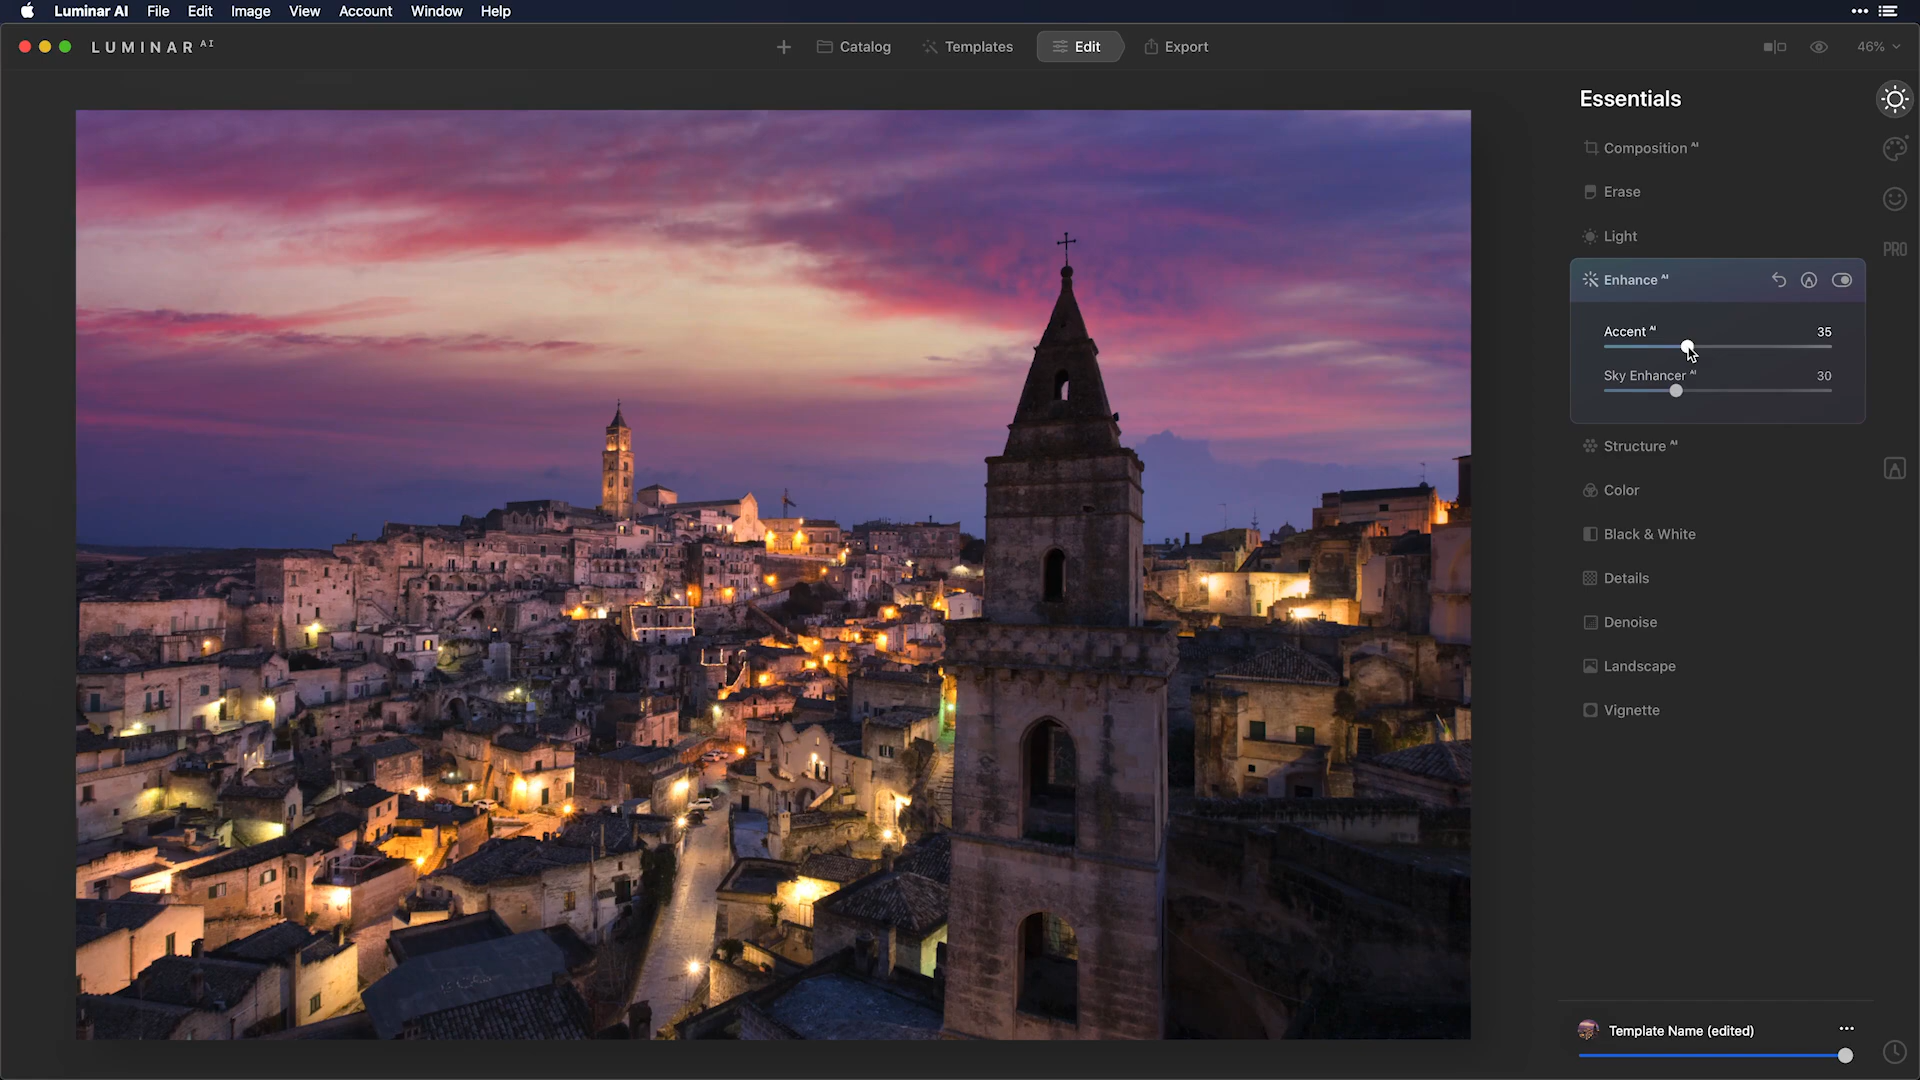 Luminar AI File Edit Image View Account Window Help
LUMINAR AI
Catalog Templates Edit Export 46%
Essentials
Composition AI
Erase
Light
PRO
Enhance AI
Accent AI 35
Sky Enhancer AI 30
Structure AI
Color
Black & White
Details
Denoise
Landscape
Vignette
Template Name (edited)